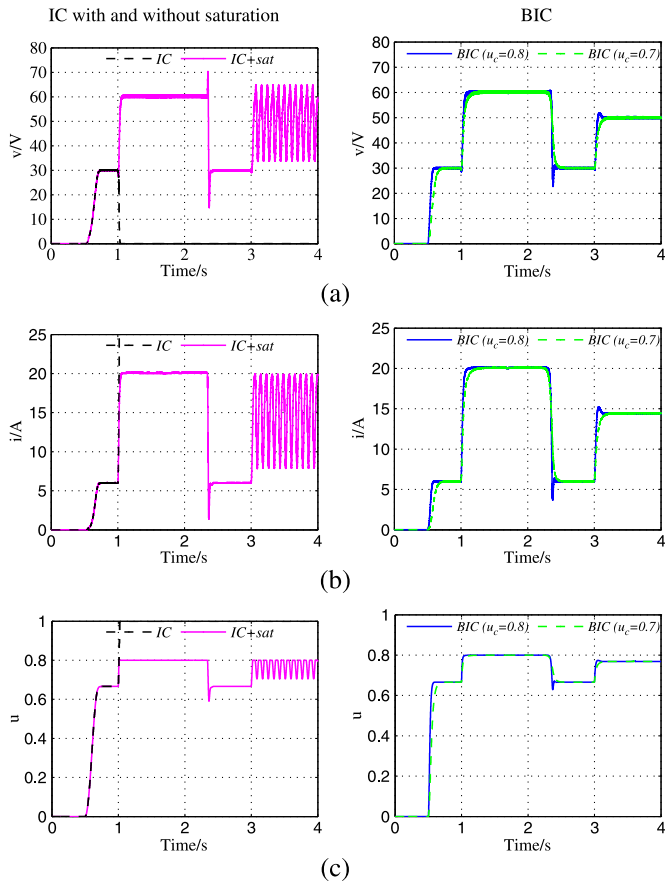 IC with and without saturation
BIC
IC IC+sat
80
70
60
50
40
30
20
10
0
v/V
0 1 2 3 4
Time/s
BIC (u_c=0.8) BIC (u_c=0.7)
80
70
60
50
40
30
20
10
0
v/V
0 1 2 3 4
Time/s
(a)
IC IC+sat
25
20
15
10
5
0
i/A
0 1 2 3 4
Time/s
BIC (u_c=0.8) BIC (u_c=0.7)
25
20
15
10
5
0
i/A
0 1 2 3 4
Time/s
(b)
IC IC+sat
1
0.8
0.6
0.4
0.2
0
u
0 1 2 3 4
Time/s
BIC (u_c=0.8) BIC (u_c=0.7)
1
0.8
0.6
0.4
0.2
0
u
0 1 2 3 4
Time/s
(c)